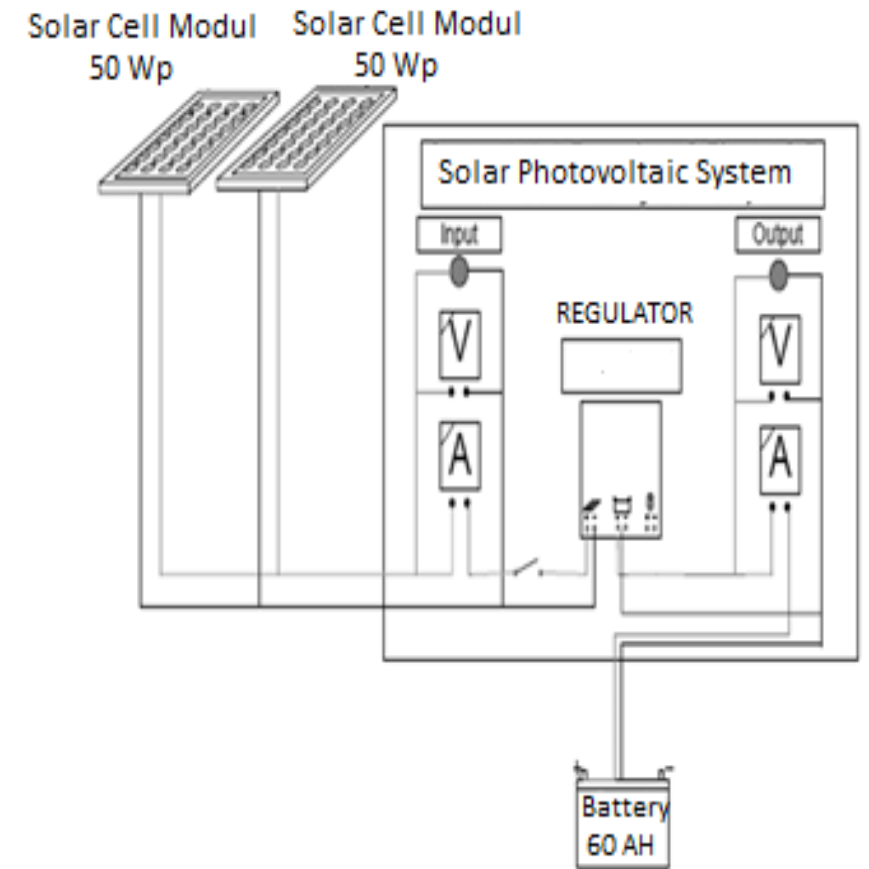 Solar Cell Modul
50 Wp
Solar Cell Modul
50 Wp
Solar Photovoltaic System
Input
Output
V
REGULATOR
V
A
A
+
-
Battery
60 AH